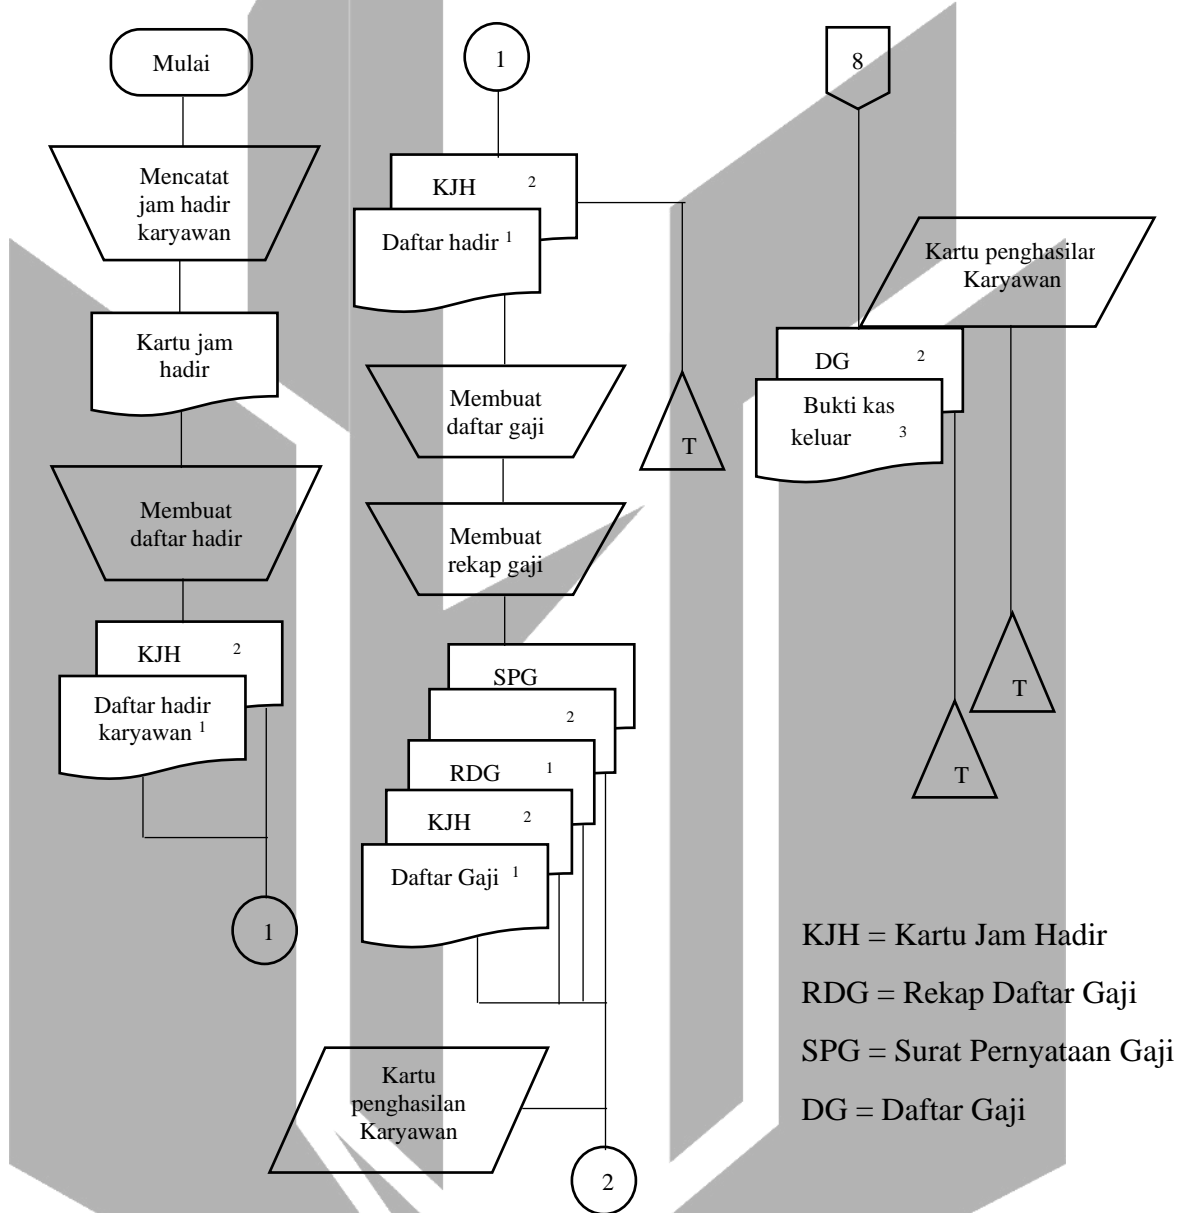 Mulai
Mencatat
jam hadir
karyawan
Kartu jam
hadir
Membuat
daftar hadir
KJH 2
Daftar hadir
karyawan 1
1
1
KJH 2
Daftar hadir 1
T
Membuat
daftar gaji
Membuat
rekap gaji
SPG
2
RDG 1
KJH 2
Daftar Gaji 1
Kartu
penghasilan
Karyawan
2
8
Kartu penghasilan
Karyawan
DG 2
Bukti kas
keluar 3
T
T
KJH = Kartu Jam Hadir
RDG = Rekap Daftar Gaji
SPG = Surat Pernyataan Gaji
DG = Daftar Gaji